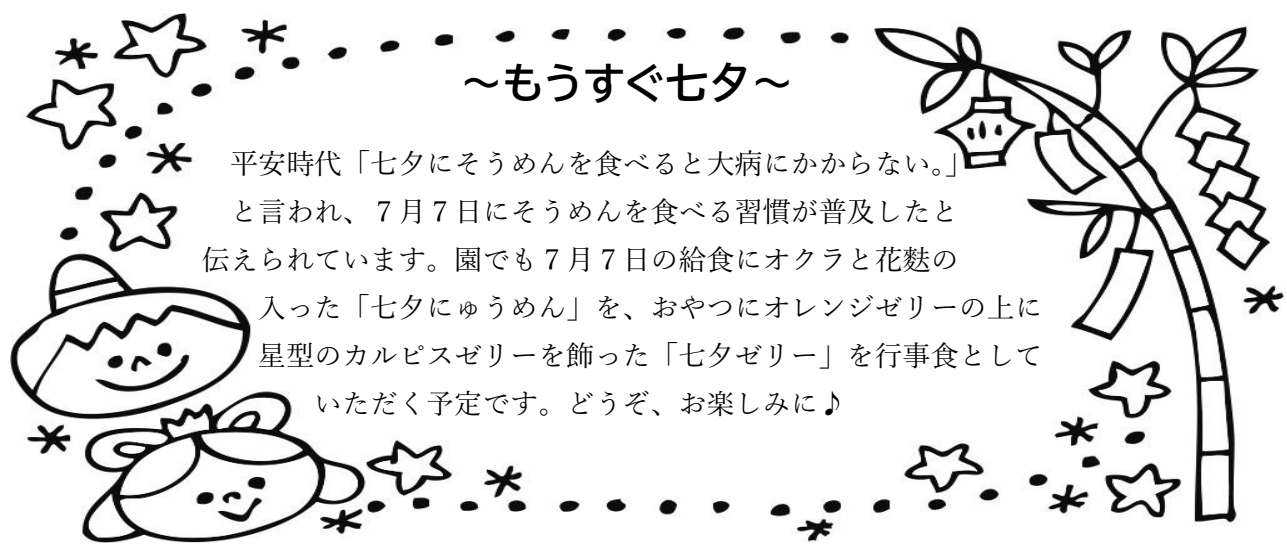 ～もうすぐ七夕～
平安時代「七夕にそうめんを食べると大病にかからない。」
と言われ、７月７日にそうめんを食べる習慣が普及したと
伝えられています。園でも７月７日の給食にオクラと花麩の
入った「七夕にゅうめん」を、おやつにオレンジゼリーの上に
星型のカルピスゼリーを飾った「七夕ゼリー」を行事食として
いただく予定です。どうぞ、お楽しみに♪